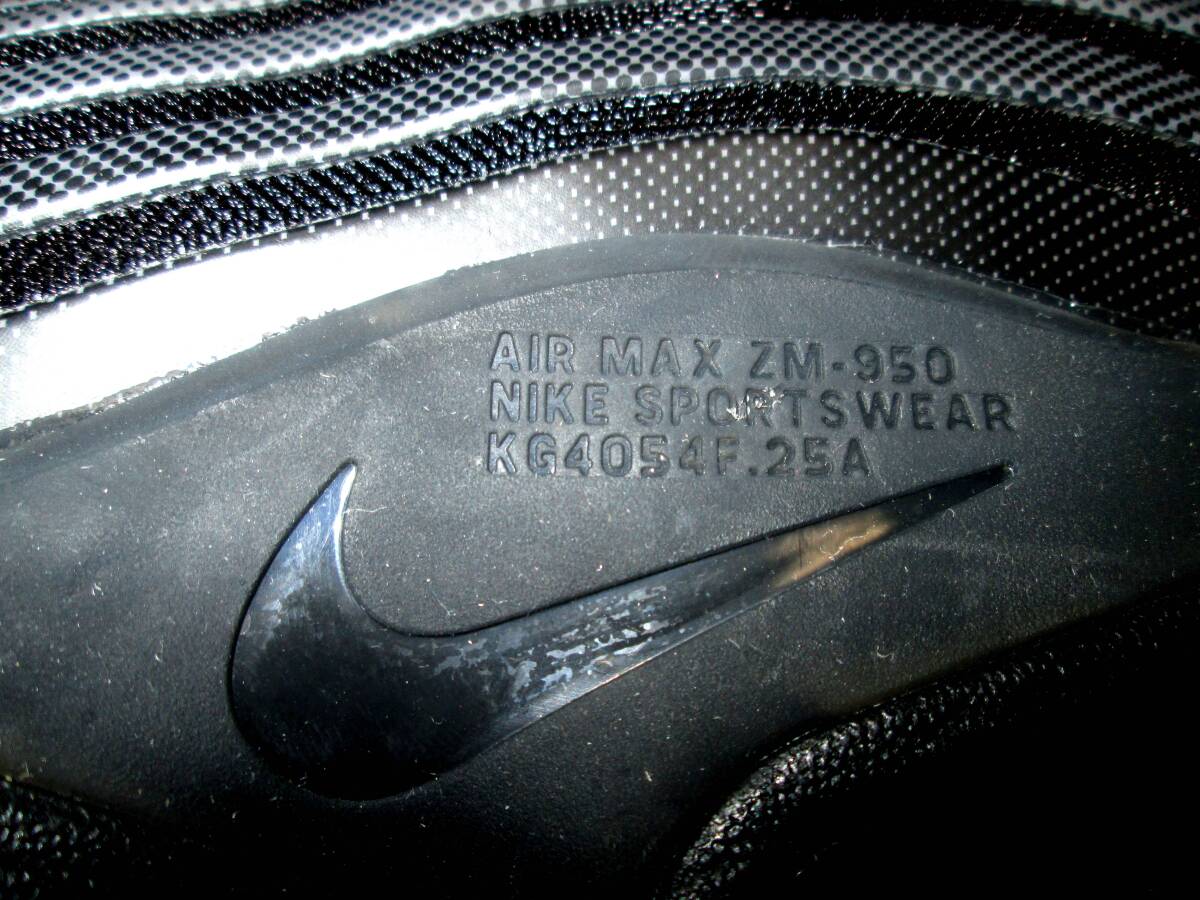 AIR MAX ZM-950
NIKE SPORTSWEAR
KG4054F.25A